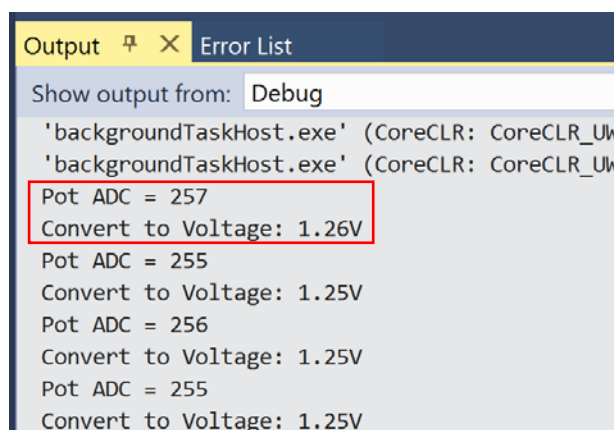 Output Error List
Show output from: Debug
'backgroundTaskHost.exe' (CoreCLR: CoreCLR_UW
'backgroundTaskHost.exe' (CoreCLR: CoreCLR_UW
Pot ADC = 257
Convert to Voltage: 1.26V
Pot ADC = 255
Convert to Voltage: 1.25V
Pot ADC = 256
Convert to Voltage: 1.25V
Pot ADC = 255
Convert to Voltage: 1.25V